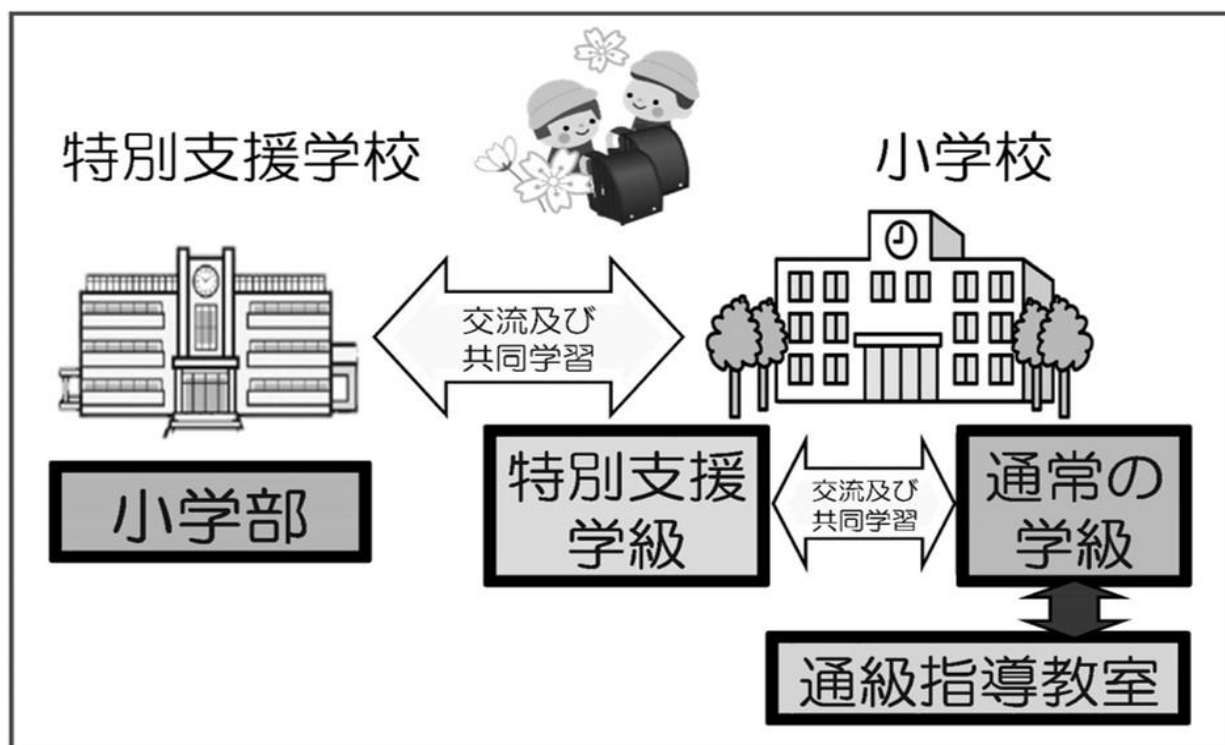 特別支援学校
小学校
交流及び
共同学習
小学部
特別支援
学級
交流及び
共同学習
通常の
学級
通級指導教室